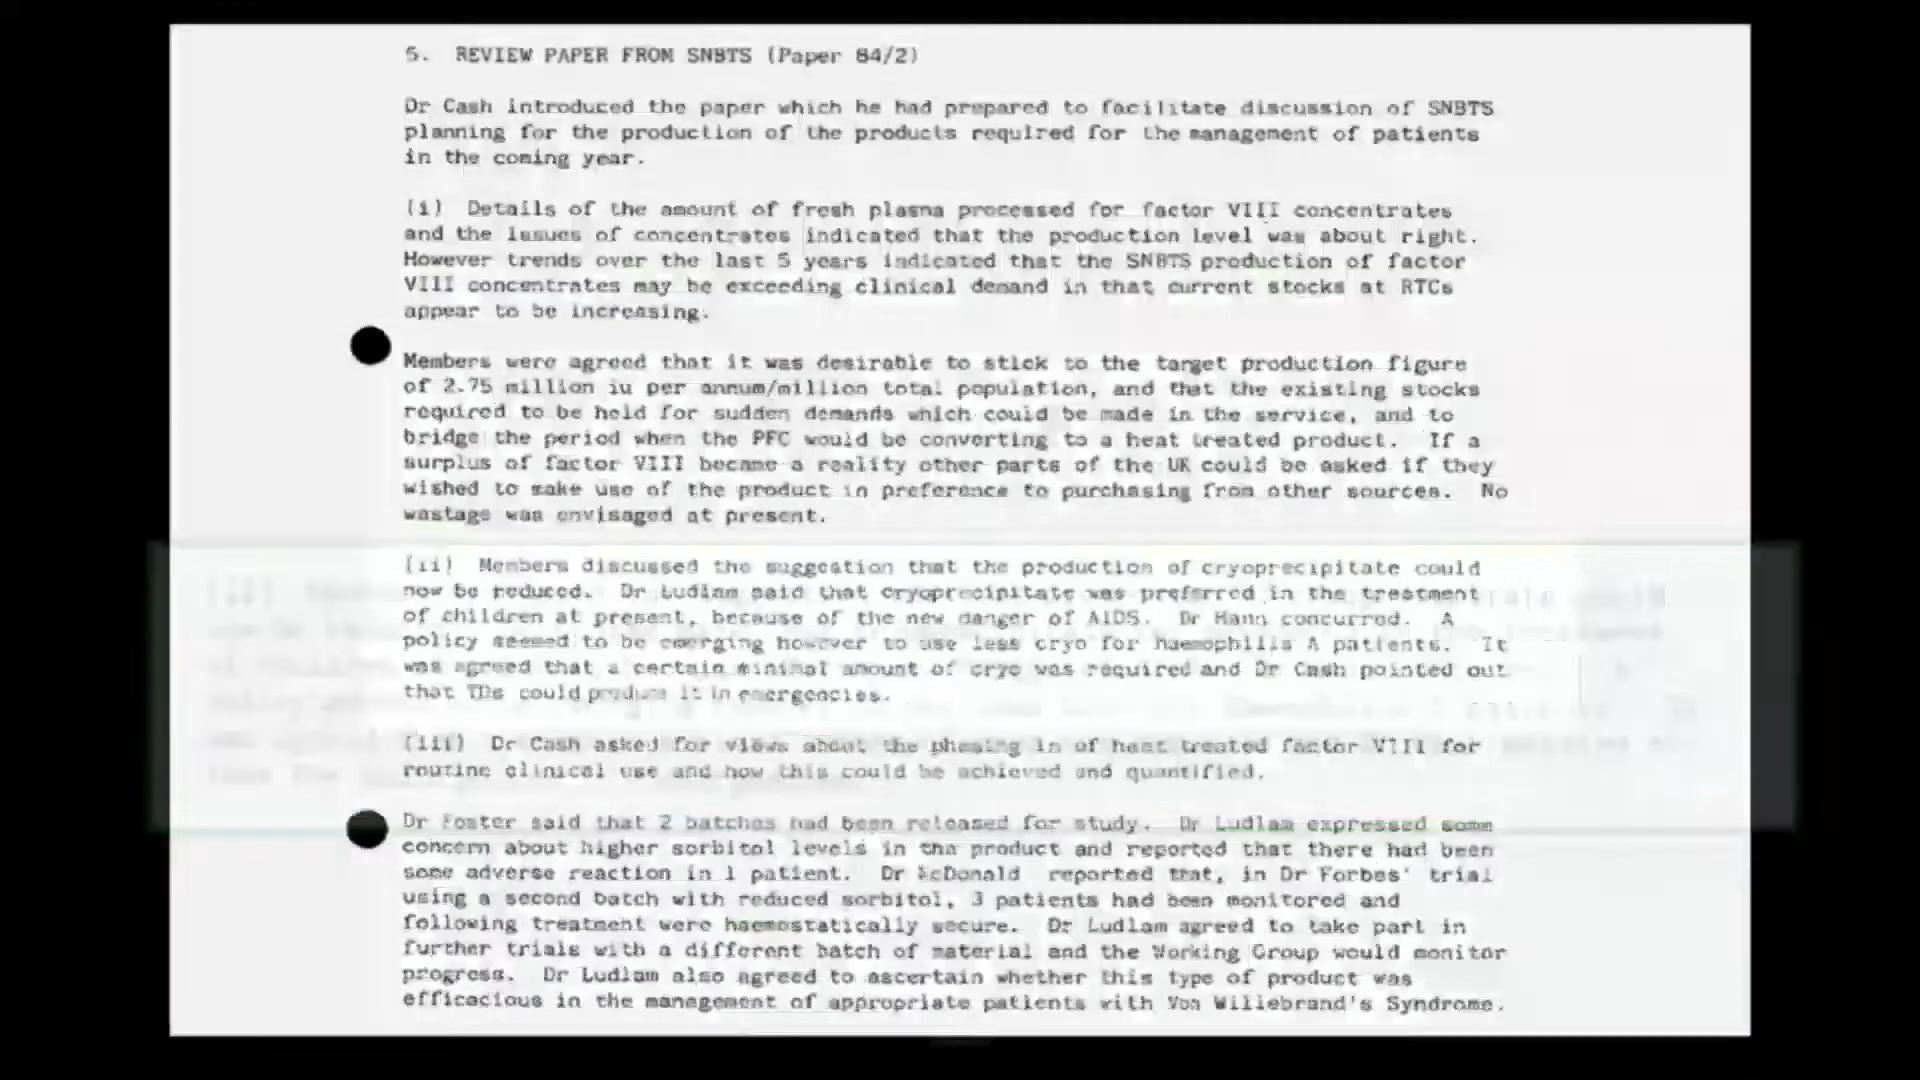 5. REVIEW PAPER FROM SNBTS (Paper 84/2)
Dr Cash introduced the paper which he had prepared to facilitate discussion of SNBTS
planning for the production of the products required for the management of patients
in the coming year.
(i) Details of the amount of fresh plasma processed for factor VIII concentrates
and the issues of concentrates indicated that the production level was about right.
However trends over the last 5 years indicated that the SNBTS production of factor
VIII concentrates may be exceeding clinical demand in that current stocks at RTCs
appear to be increasing.
Members were agreed that it was desirable to stick to the target production figure
of 2.75 million iu per annum/million total population, and that the existing stocks
required to be held for sudden demands which could be made in the service, and to
bridge the period when the PFC would be converting to a heat treated product. If a
surplus of factor VIII became a reality other parts of the UK could be asked if they
wished to make use of the product in preference to purchasing from other sources. No
wastage was envisaged at present.
(ii) Members discussed the suggestion that the production of cryoprecipitate could
now be reduced. Dr Ludlam said that cryoprecipitate was preferred in the treatment
of children at present, because of the new danger of AIDS. Dr Hann concurred. A
policy seemed to be emerging however to use less cryo for Haemophilia A patients. It
was agreed that a certain minimal amount of cryo was required and Dr Cash pointed out
that TDs could produce it in emergencies.
(iii) Dr Cash asked for views about the phasing in of heat treated factor VIII for
routine clinical use and how this could be achieved and quantified.
Dr Foster said that 2 batches had been released for study. Dr Ludlam expressed some
concern about higher sorbitol levels in the product and reported that there had been
some adverse reaction in 1 patient. Dr McDonald reported that, in Dr Forbes' trial
using a second batch with reduced sorbitol, 3 patients had been monitored and
following treatment were haemostatically secure. Dr Ludlam agreed to take part in
further trials with a different batch of material and the Working Group would monitor
progress. Dr Ludlam also agreed to ascertain whether this type of product was
efficacious in the management of appropriate patients with Von Willebrand's Syndrome.